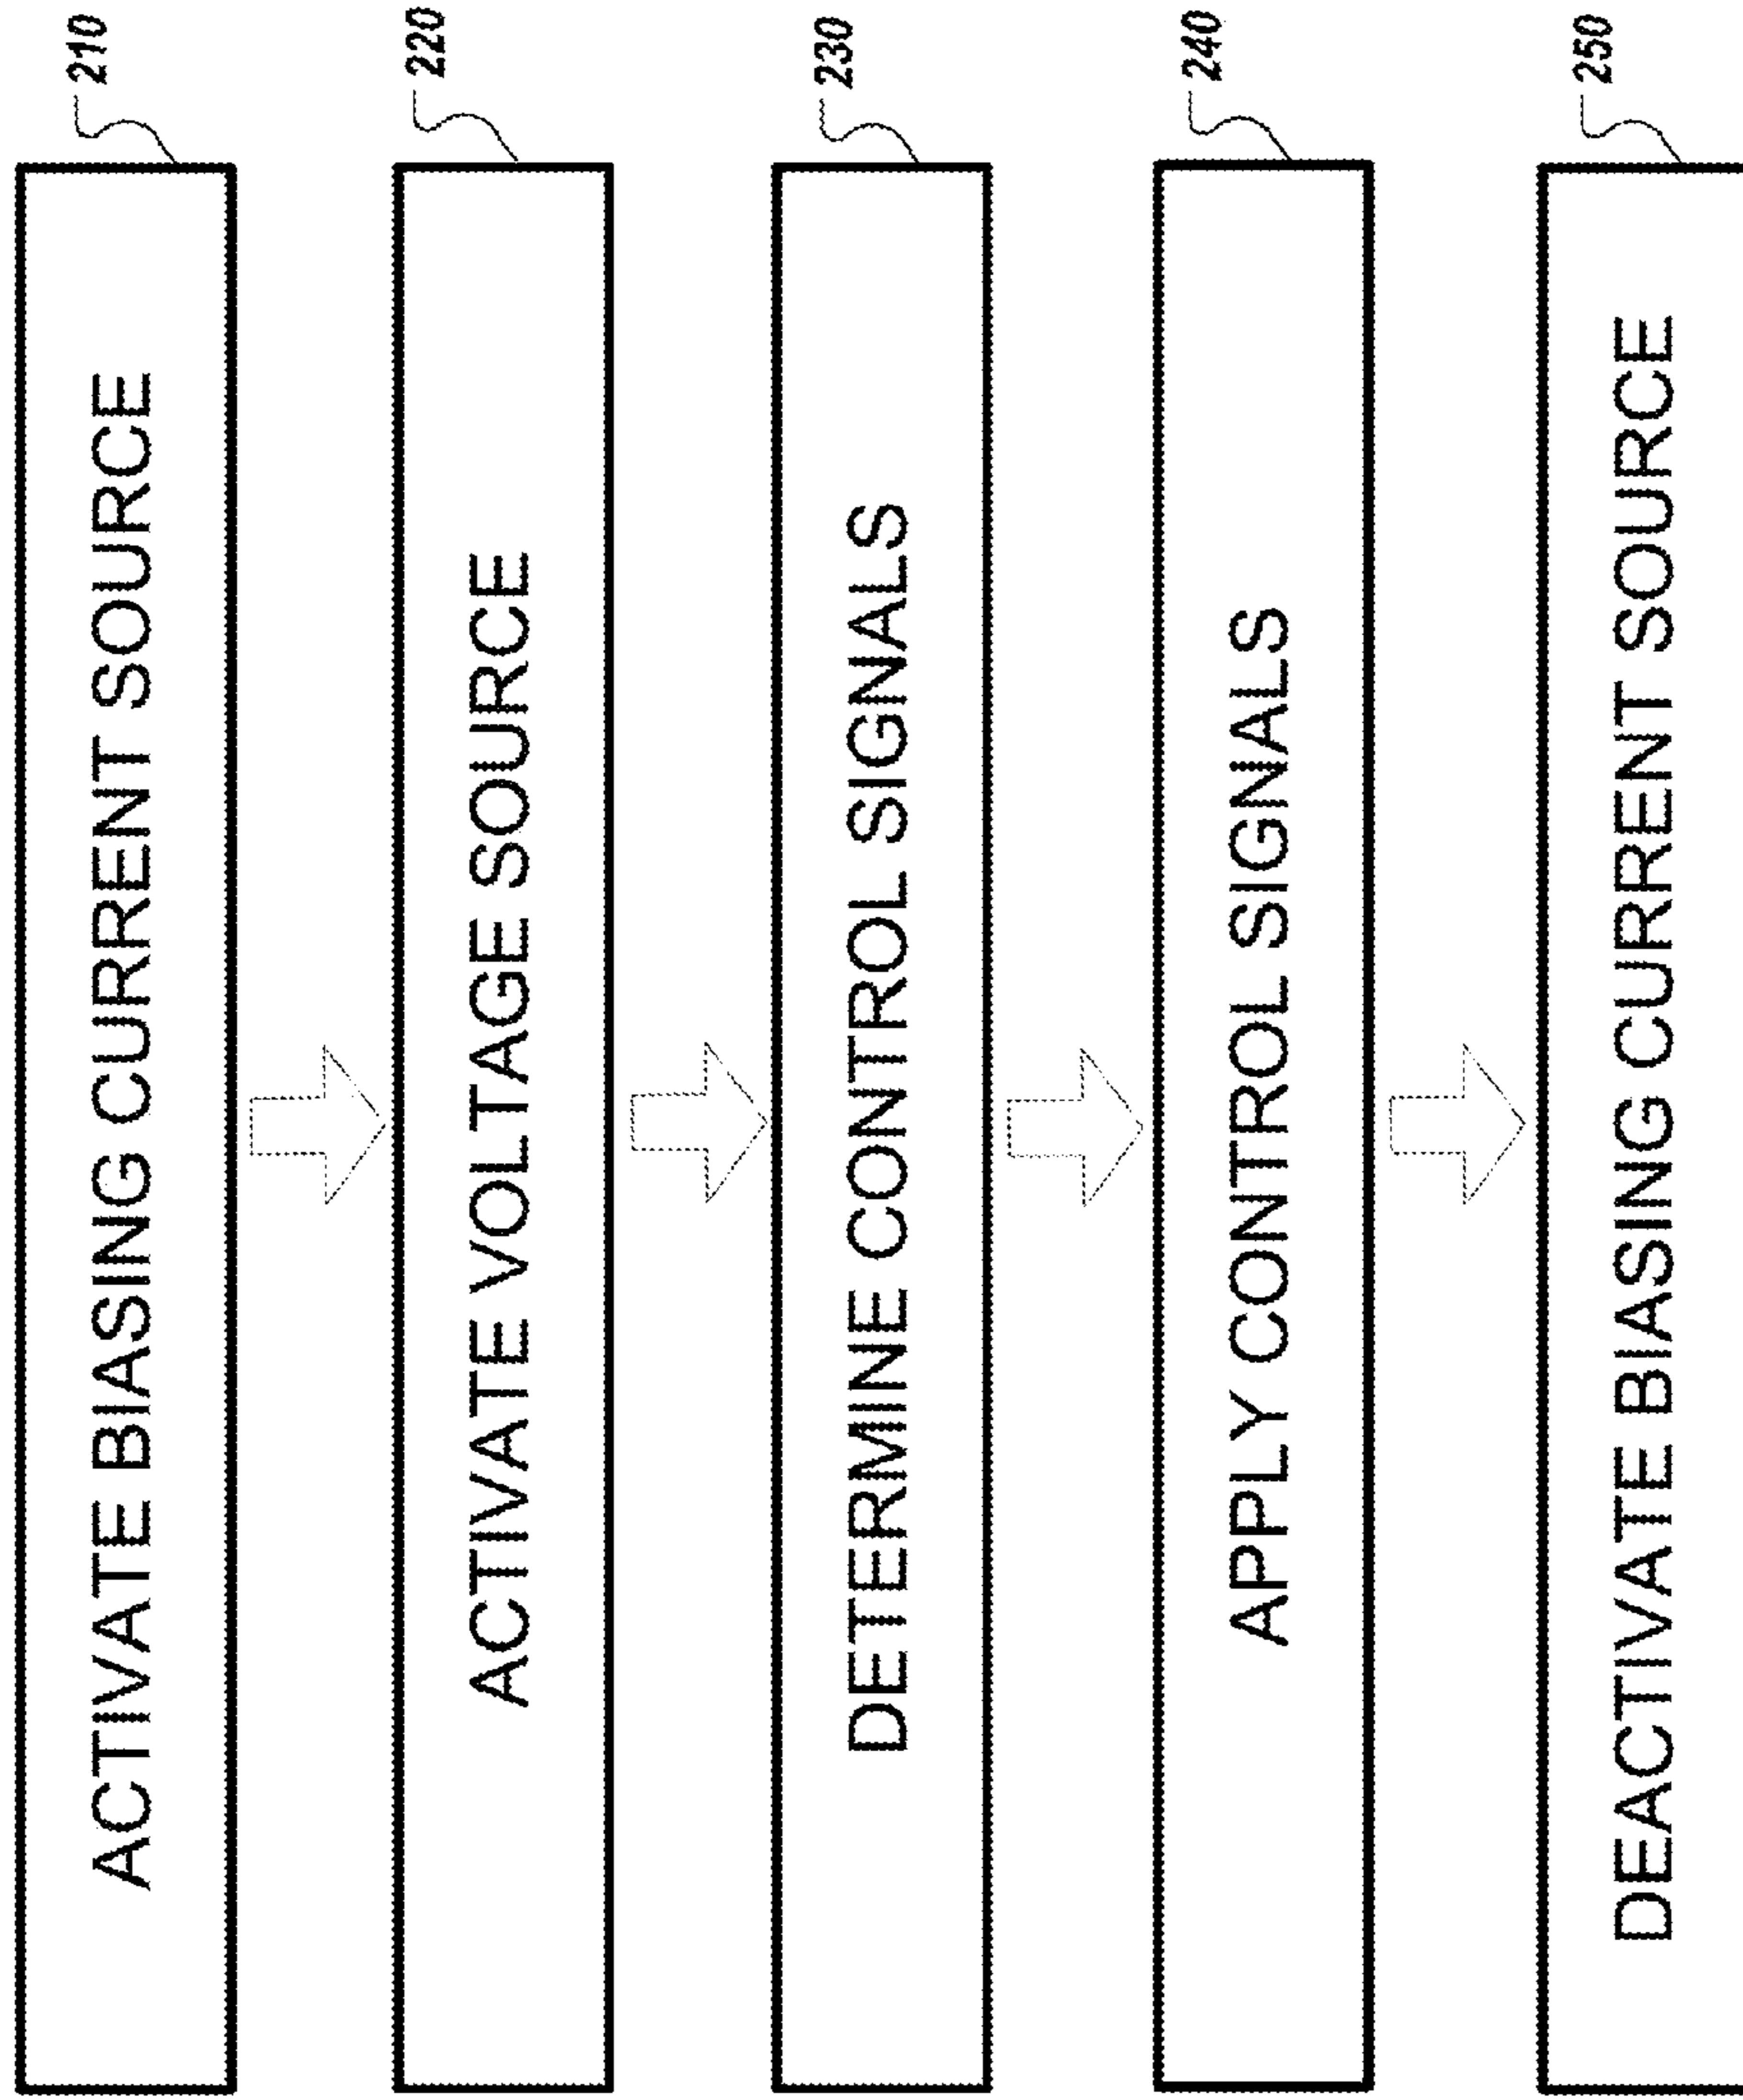 ACTIVATE BIASING CURRENT SOURCE
210
ACTIVATE VOLTAGE SOURCE
220
DETERMINE CONTROL SIGNALS
230
APPLY CONTROL SIGNALS
240
DEACTIVATE BIASING CURRENT SOURCE
250